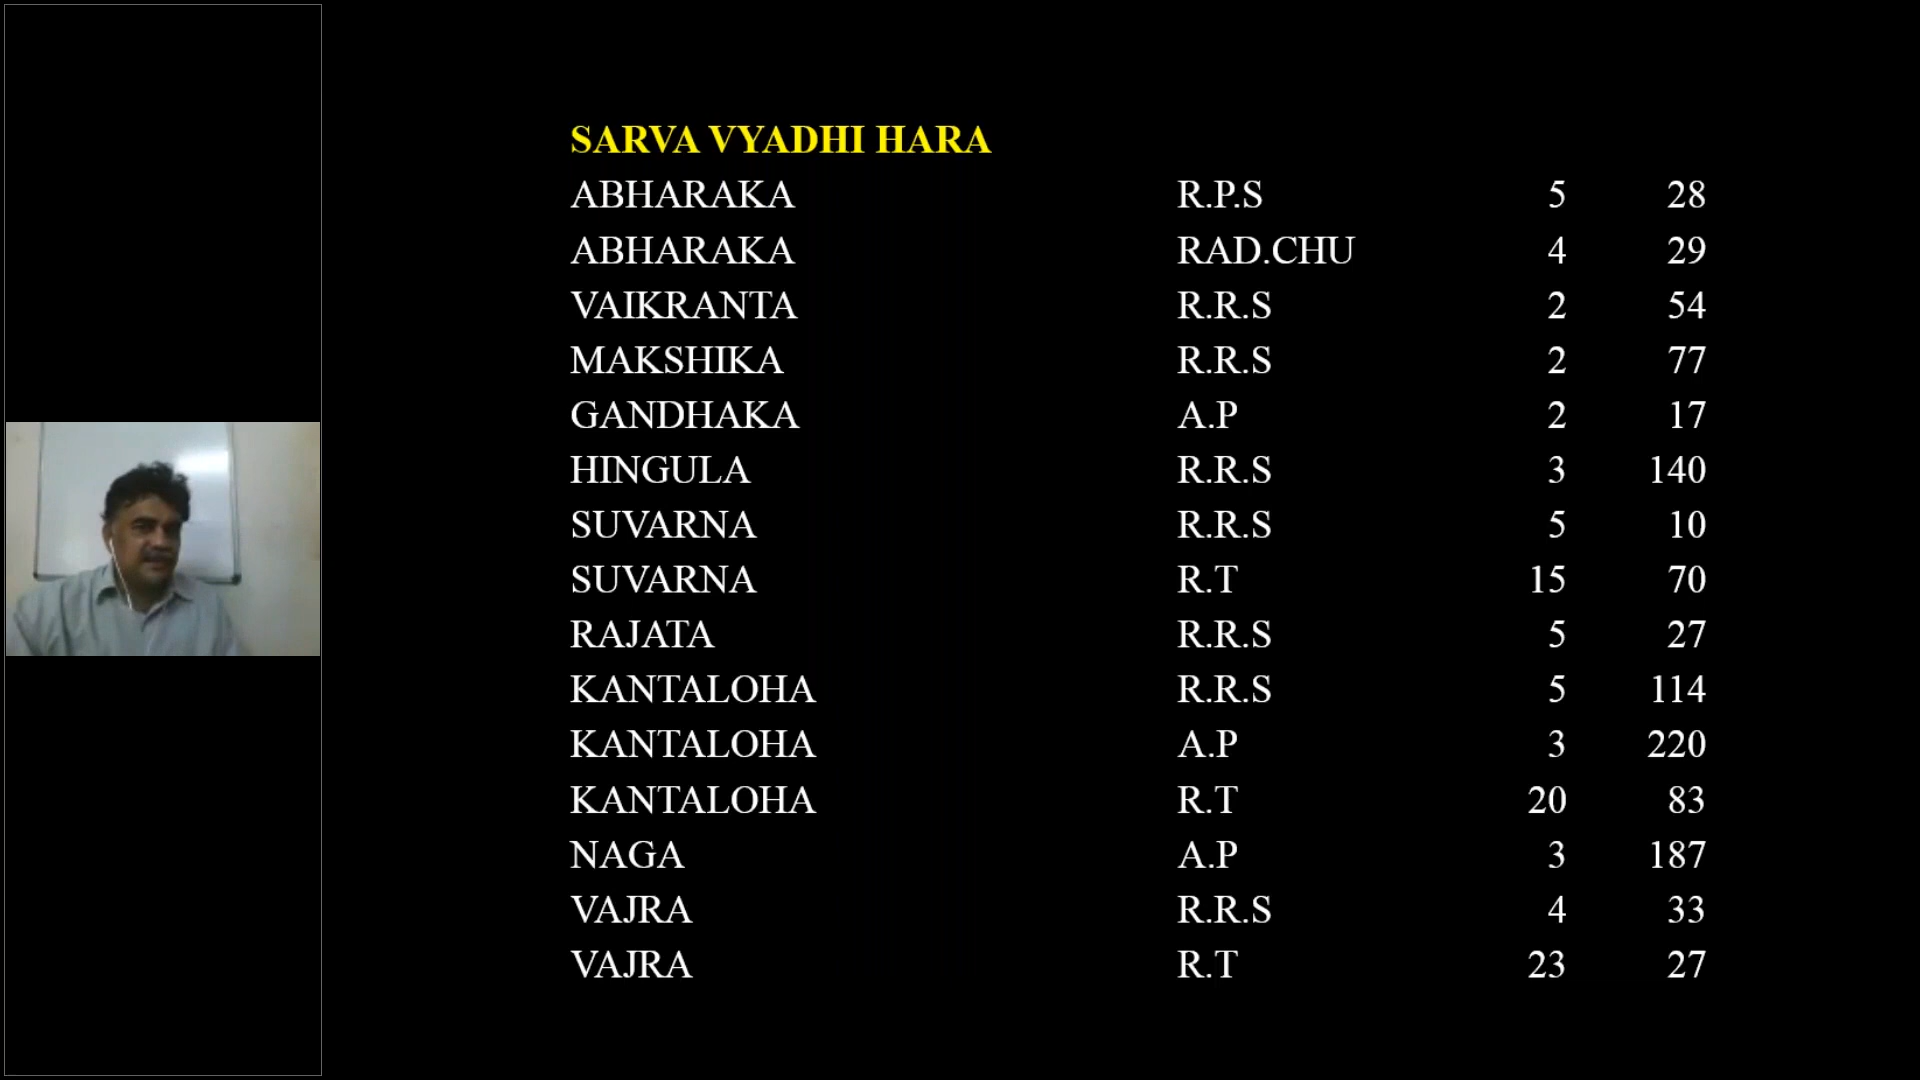 SARVA VYADHI HARA
ABHARAKA R.P.S 5 28
ABHARAKA RAD.CHU 4 29
VAIKRANTA R.R.S 2 54
MAKSHIKA R.R.S 2 77
GANDHAKA A.P 2 17
HINGULA R.R.S 3 140
SUVARNA R.R.S 5 10
SUVARNA R.T 15 70
RAJATA R.R.S 5 27
KANTALOHA R.R.S 5 114
KANTALOHA A.P 3 220
KANTALOHA R.T 20 83
NAGA A.P 3 187
VAJRA R.R.S 4 33
VAJRA R.T 23 27